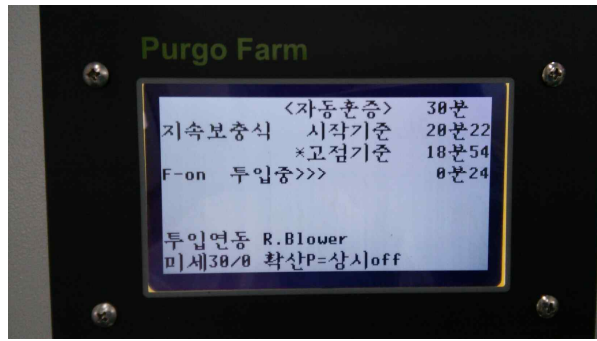 Purgo Farm
<자동훈증> 30분
지속보충식 시작기준 20분22
*고점기준 18분54
F-on 투입중>>> 0분24
투입연동 R.Blower
미세30/0 확산P=상시off